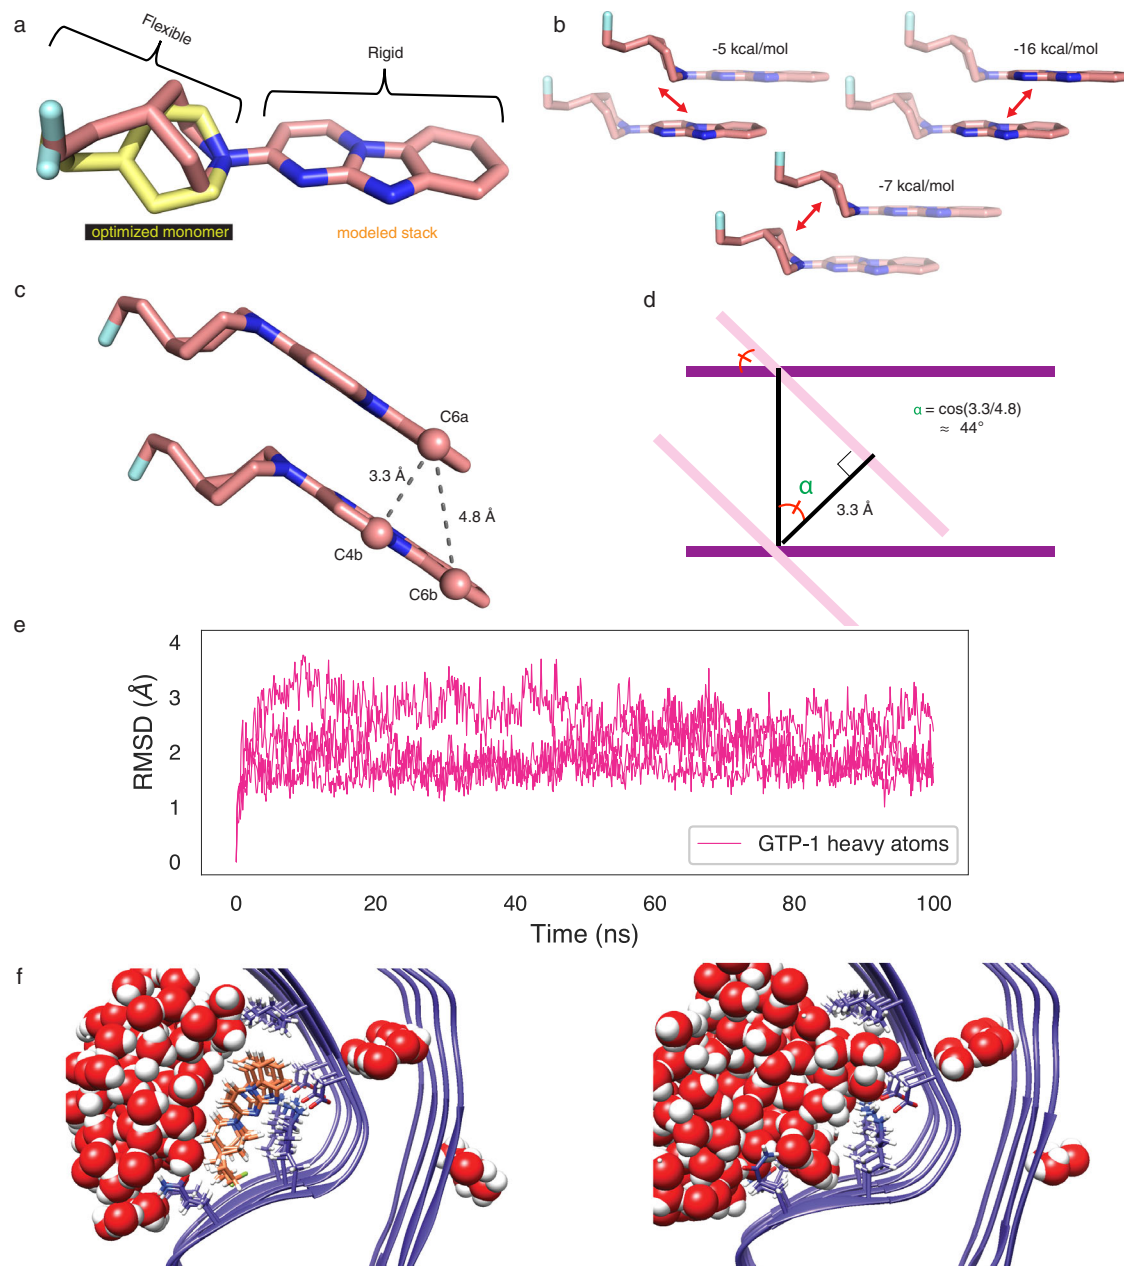 a
Flexible
Rigid
optimized monomer
modeled stack
b
-5 kcal/mol
-16 kcal/mol
-7 kcal/mol
c
C6a
3.3 Å
4.8 Å
C4b
C6b
d
α = cos(3.3/4.8)
≈ 44°
α
3.3 Å
e
4
3
2
1
0
RMSD (Å)
GTP-1 heavy atoms
0 20 40 60 80 100
Time (ns)
f